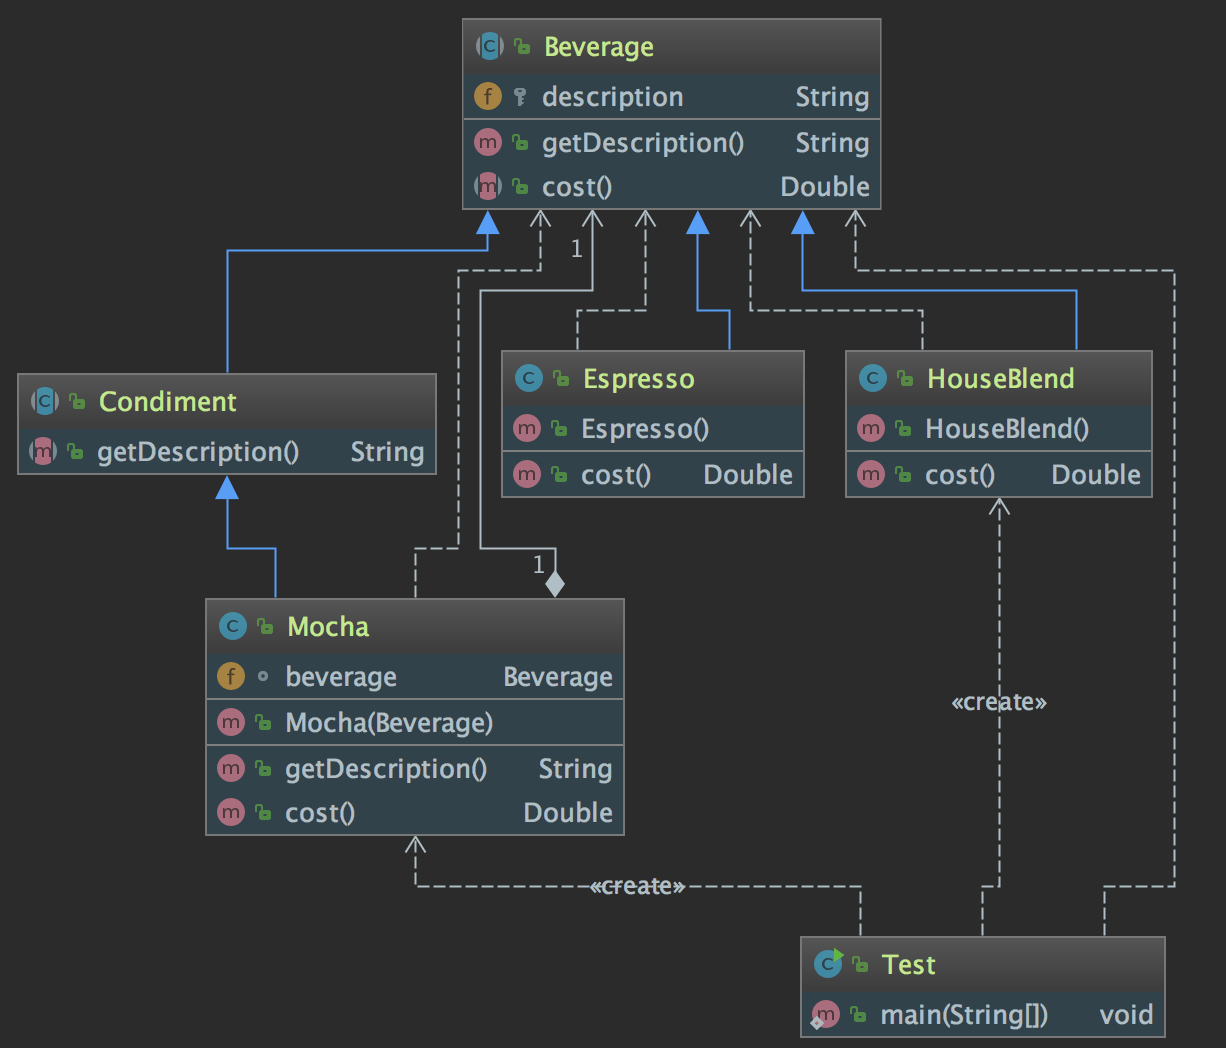 Beverage
description String
getDescription() String
cost() Double
1
Espresso
Espresso()
cost() Double
HouseBlend
HouseBlend()
cost() Double
Condiment
getDescription() String
1
Mocha
beverage Beverage
Mocha(Beverage)
getDescription() String
cost() Double
«create»
«create»
Test
main(String[]) void